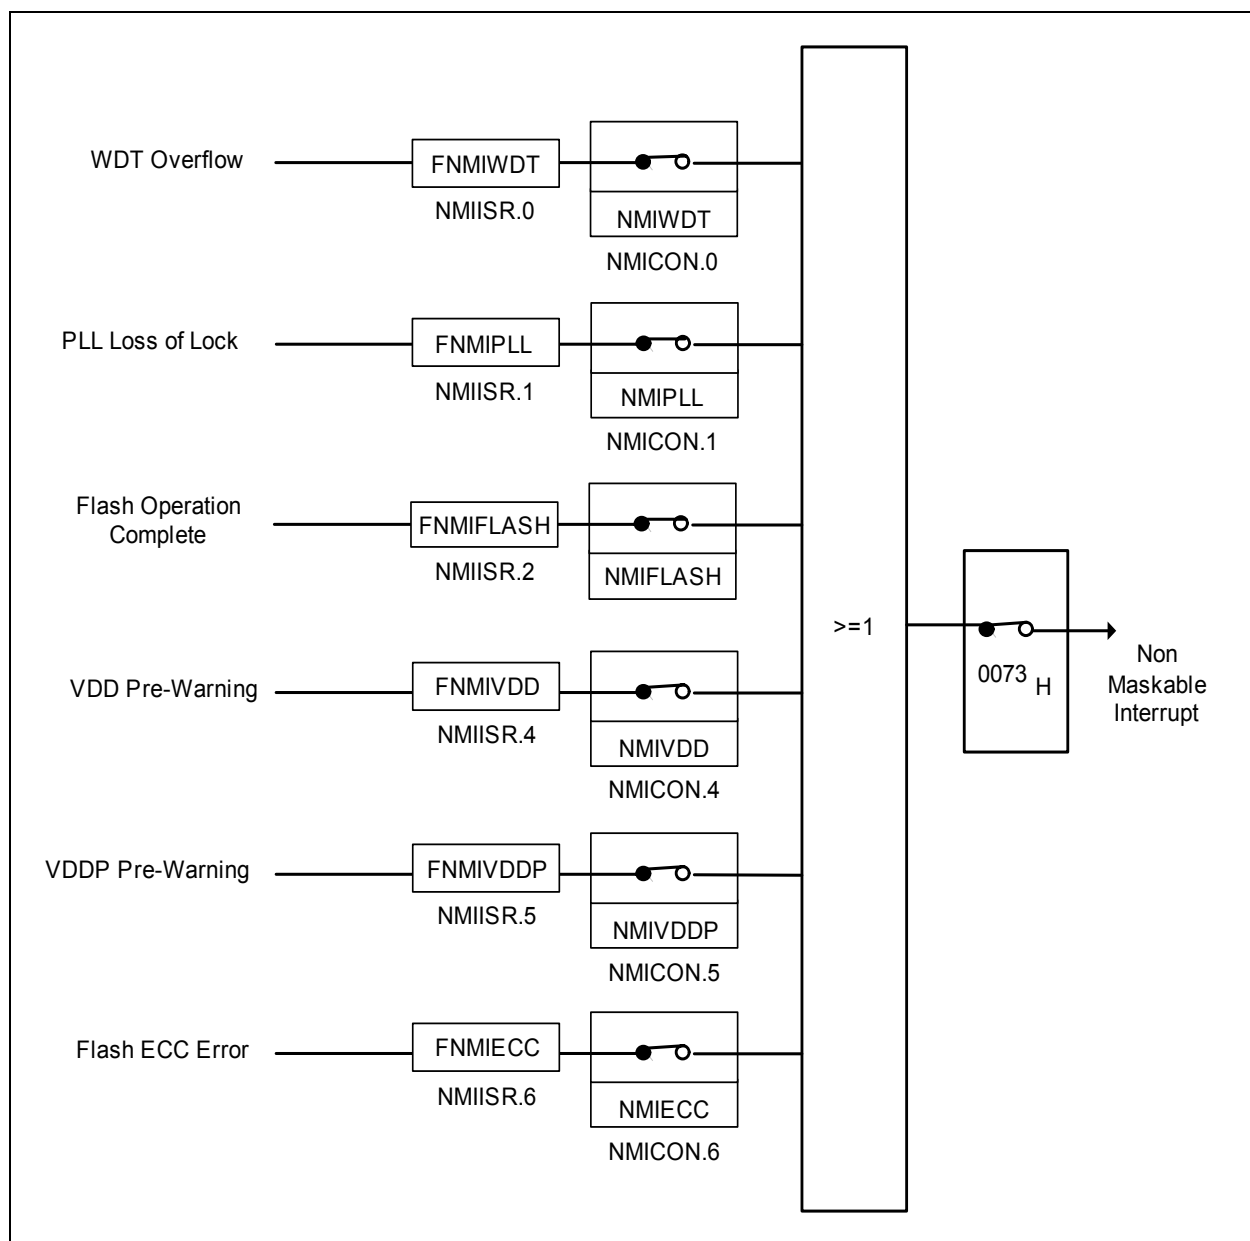 WDT Overflow
FNMIWDT
NMIISR.0
NMIWDT
NMICON.0
PLL Loss of Lock
FNMIPLL
NMIISR.1
NMIPLL
NMICON.1
Flash Operation
Complete
FNMIFLASH
NMIISR.2
NMIFLASH
VDD Pre-Warning
FNMIVDD
NMIISR.4
NMIVDD
NMICON.4
VDDP Pre-Warning
FNMIVDDP
NMIISR.5
NMIVDDP
NMICON.5
Flash ECC Error
FNMIECC
NMIISR.6
NMIECC
NMICON.6
>=1
0073 H
Non
Maskable
Interrupt